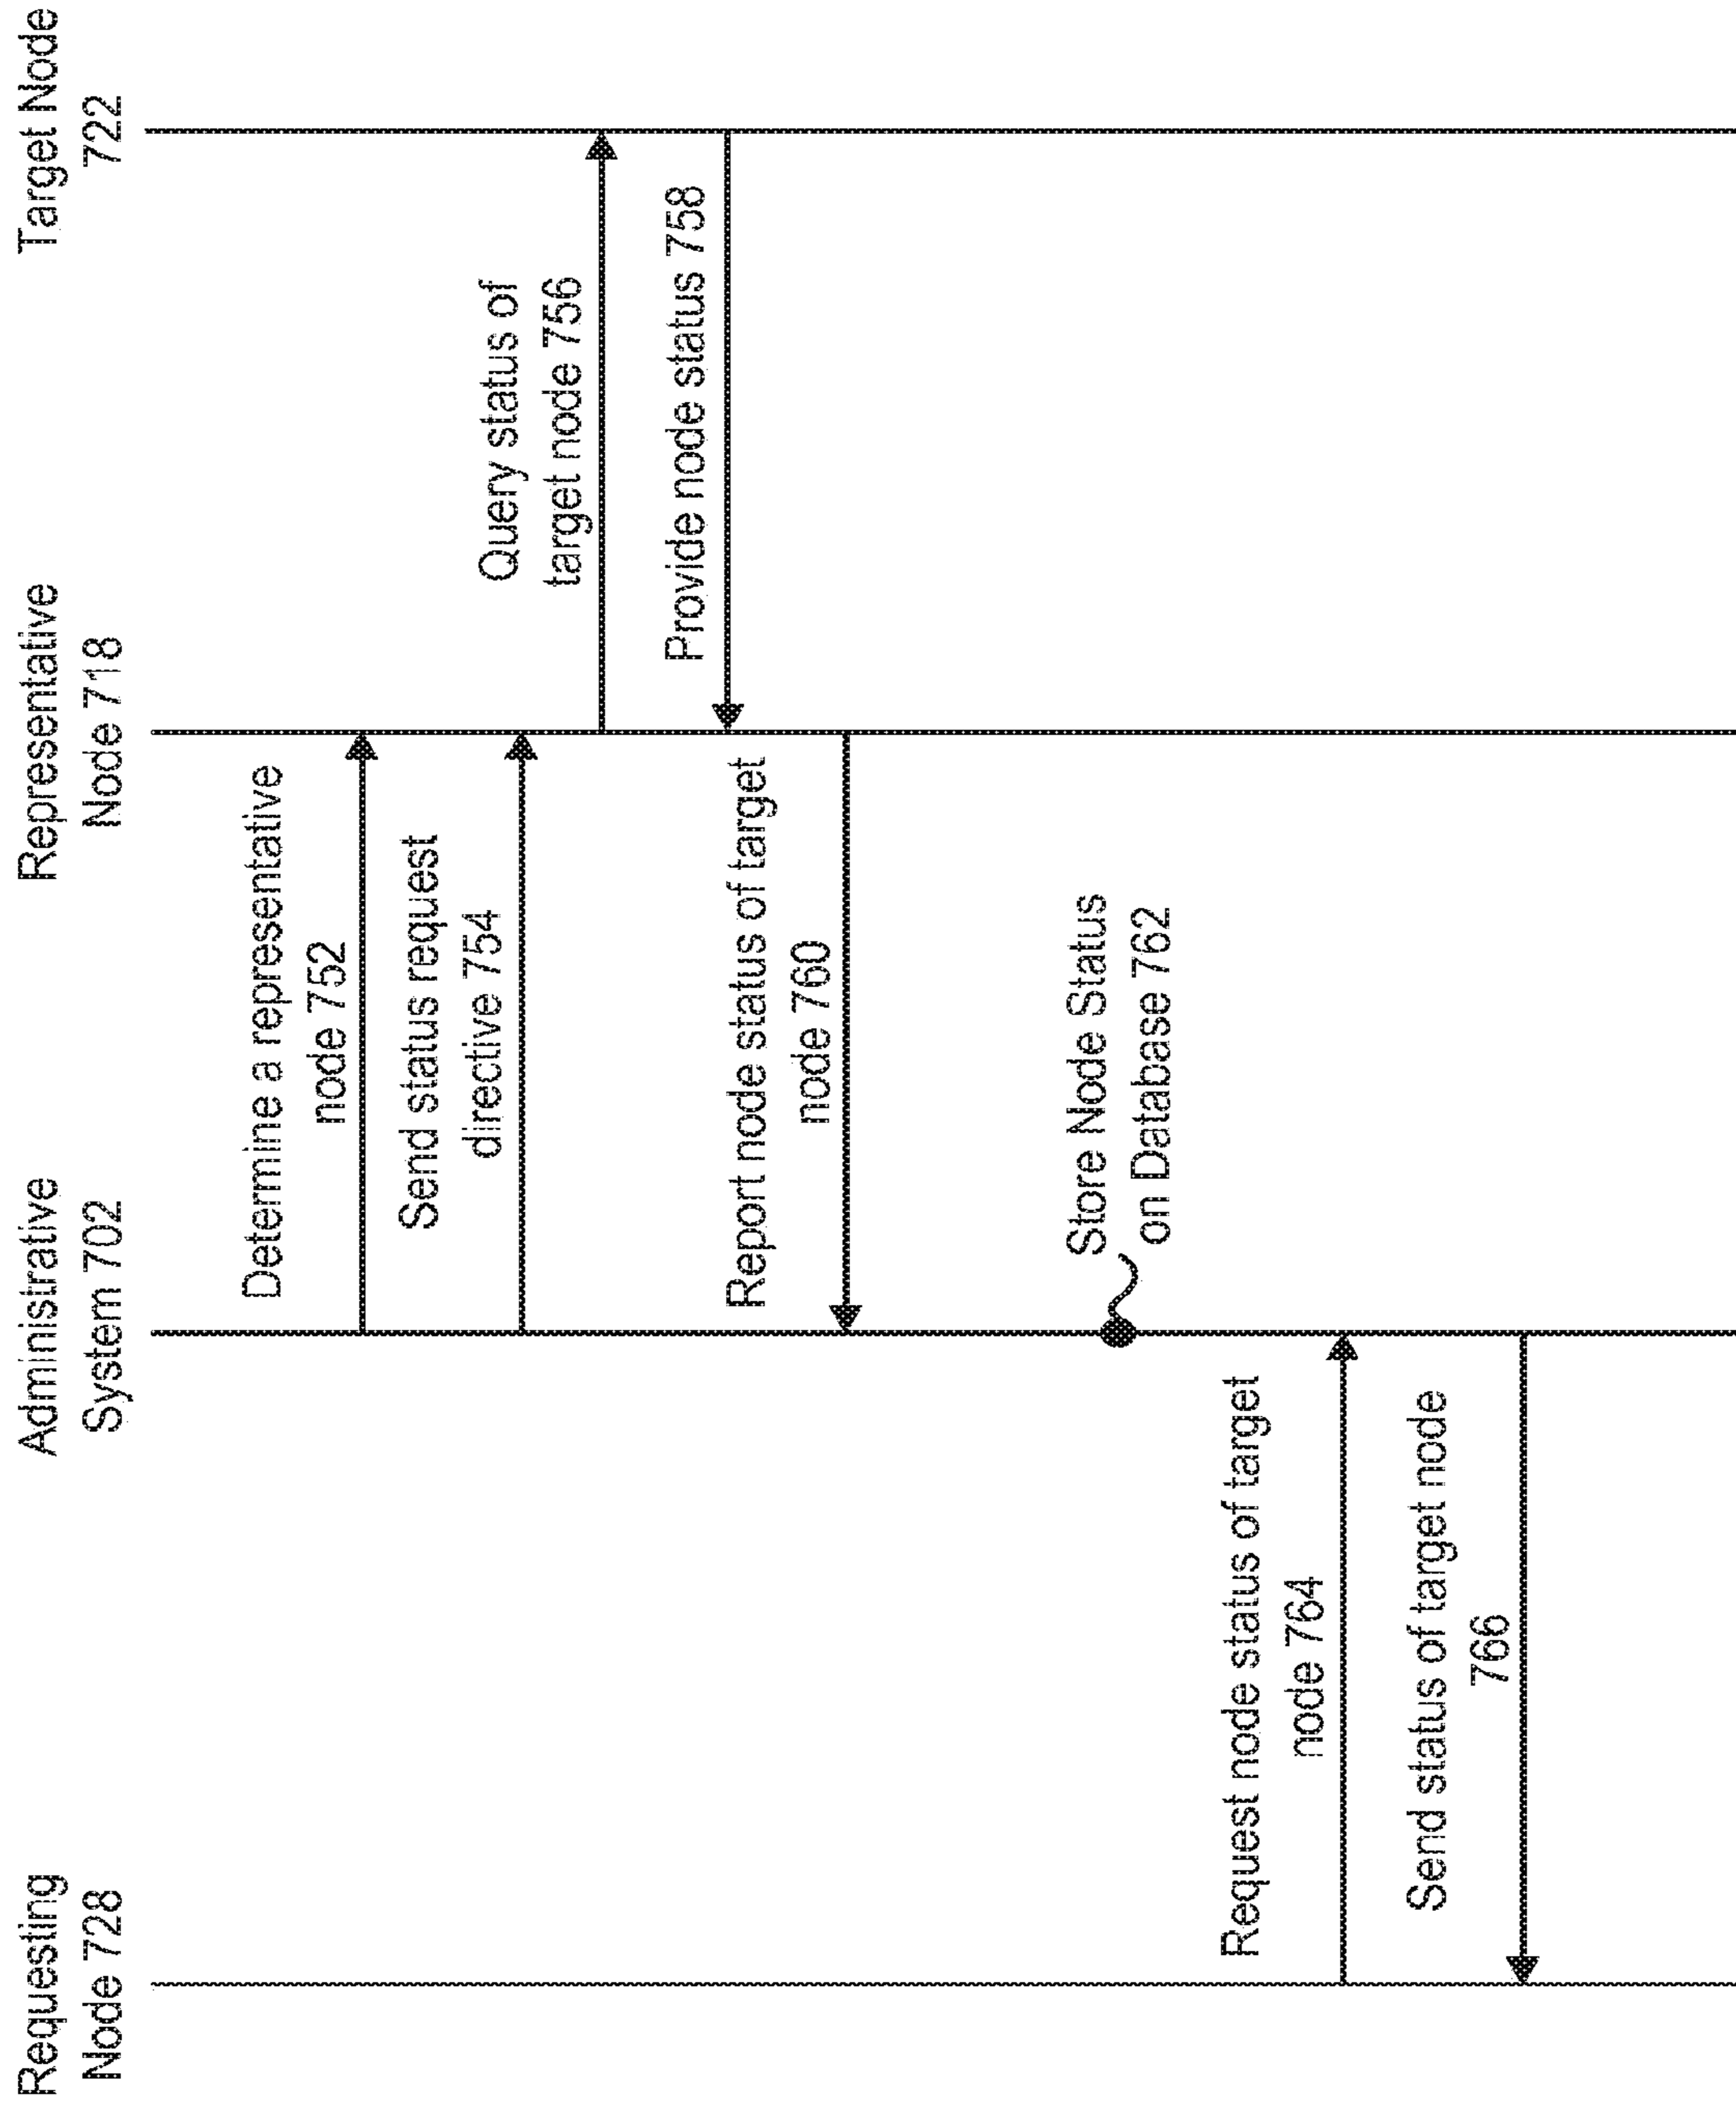 Requesting
Node 728
Administrative
System 702
Representative
Node 718
Target Node
722
Determine a representative
node 752
Send status request
directive 754
Query status of
target node 756
Provide node status 758
Report node status of target
node 760
Store Node Status
on Database 762
Request node status of target
node 764
Send status of target node
766